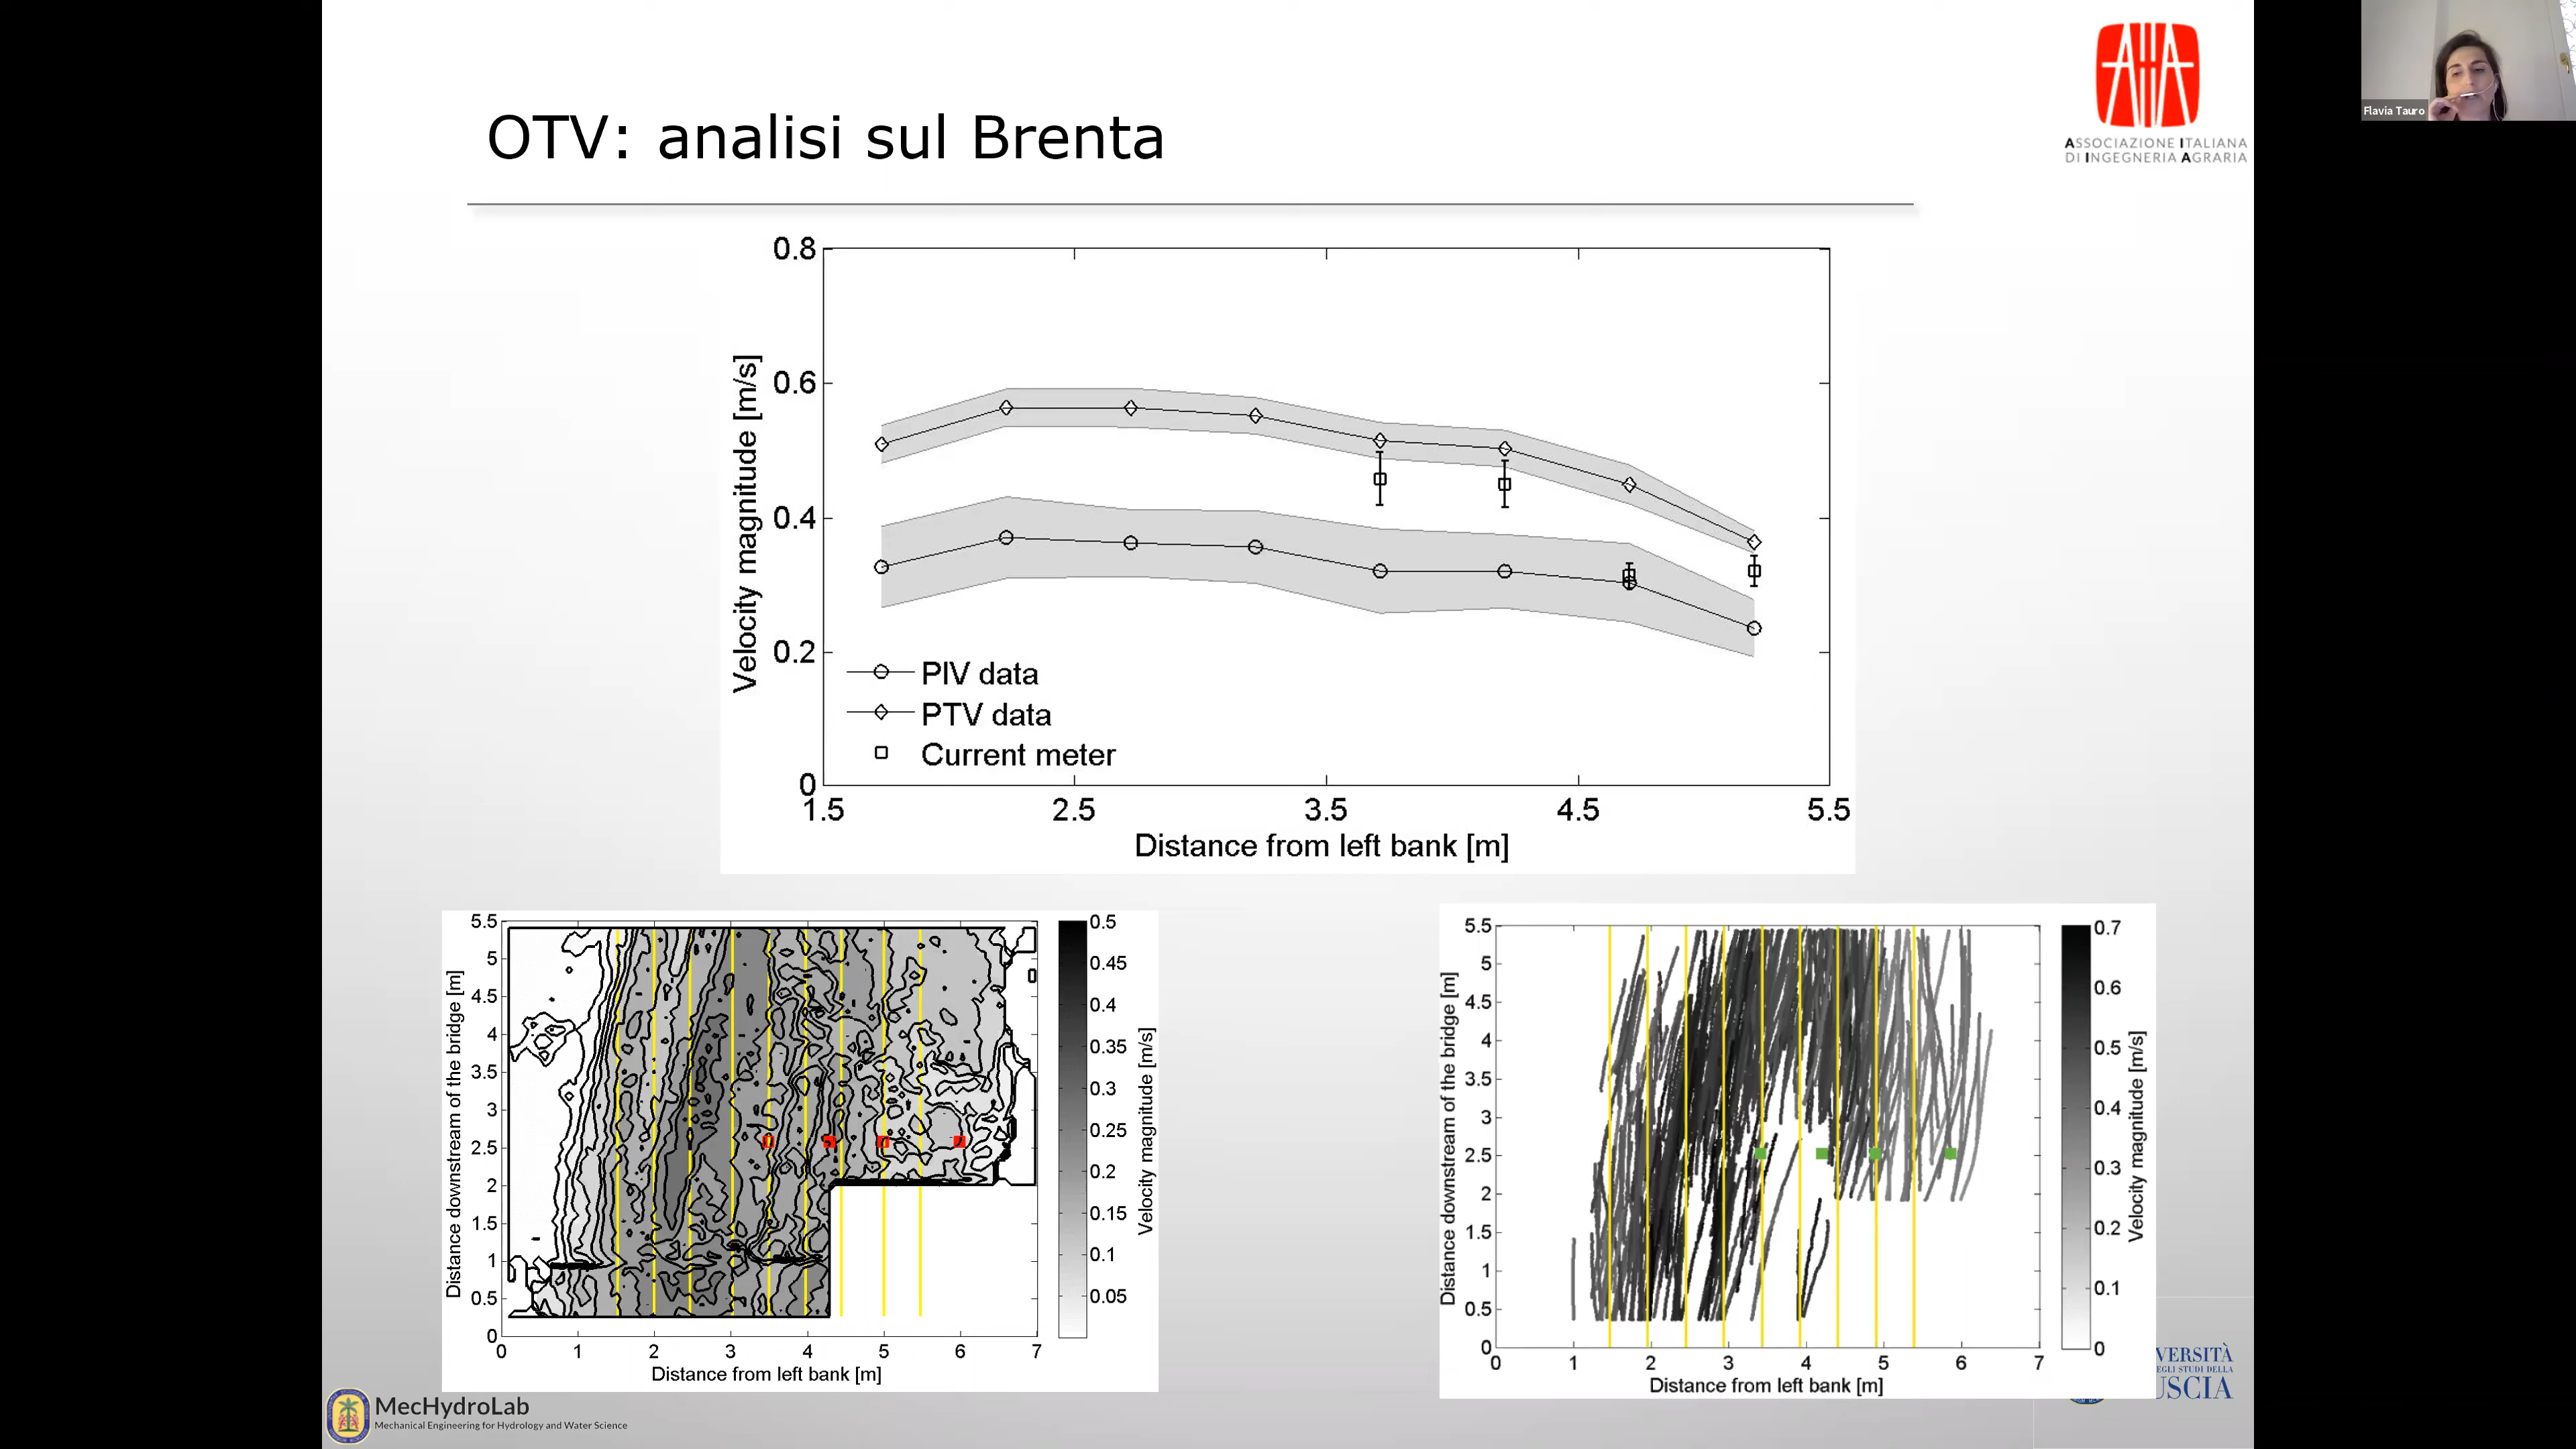 OTV: analisi sul Brenta
ASSOCIAZIONE ITALIANA
DI INGEGNERIA AGRARIA
Flavia Tauro
Velocity magnitude [m/s]
0.8
0.6
0.4
0.2
0
PIV data
PTV data
Current meter
1.5 2.5 3.5 4.5 5.5
Distance from left bank [m]
Distance downstream of the bridge [m]
5.5
5
4.5
4
3.5
3
2.5
2
1.5
1
0.5
0
0 1 2 3 4 5 6 7
Distance from left bank [m]
0.5
0.45
0.4
0.35
0.3
0.25
0.2
0.15
0.1
0.05
Velocity magnitude [m/s]
Distance downstream of the bridge [m]
5.5
5
4.5
4
3.5
3
2.5
2
1.5
1
0.5
0
0 1 2 3 4 5 6 7
Distance from left bank [m]
0.7
0.6
0.5
0.4
0.3
0.2
0.1
0
Velocity magnitude [m/s]
MecHydroLab
Mechanical Engineering for Hydrology and Water Science
VERSITÀ
EGLI STUDI DELLA
USCIA